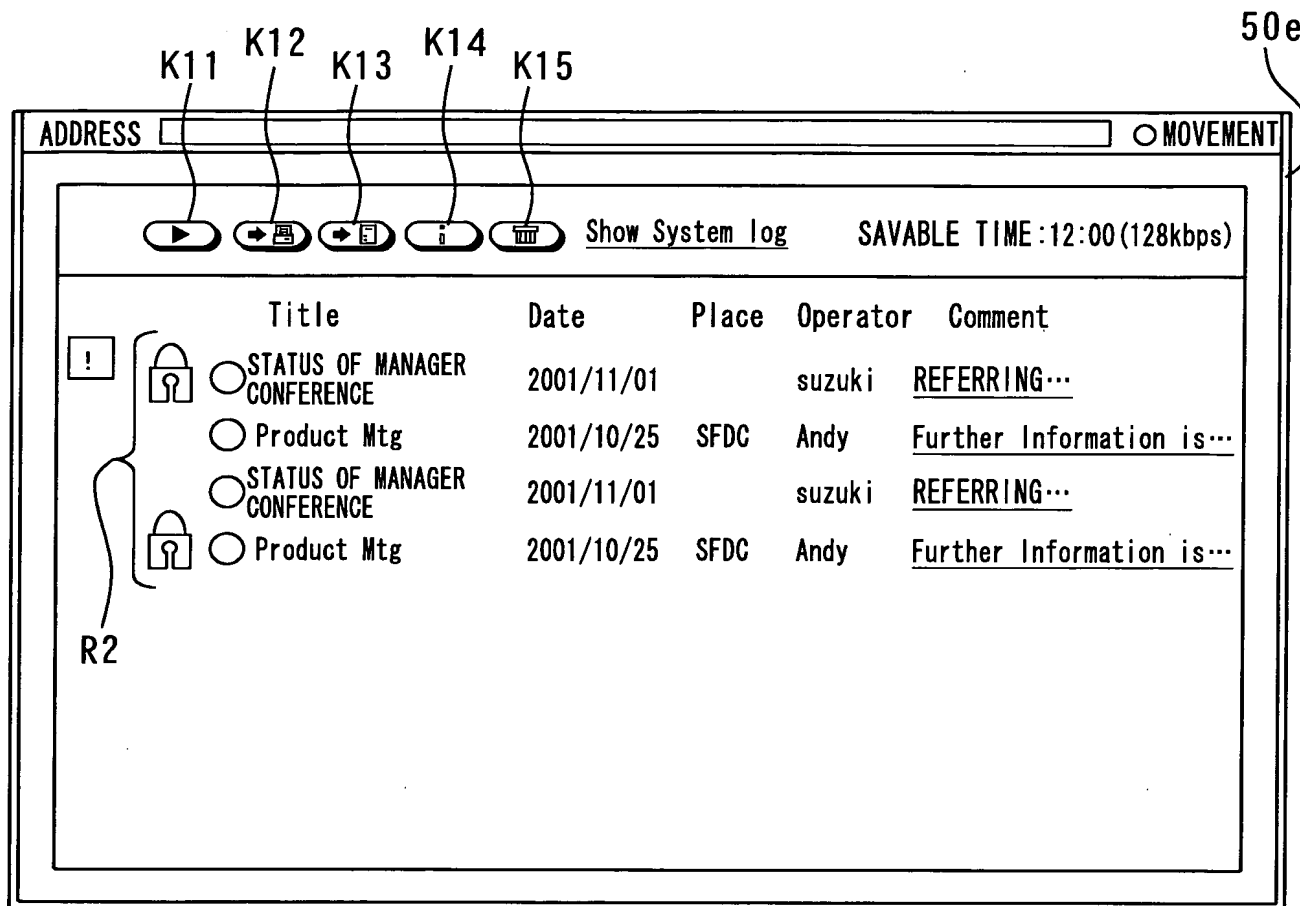 50e
K11 K12 K13 K14 K15
ADDRESS MOVEMENT
i Show System log SAVABLE TIME:12:00(128kbps)
Title Date Place Operator Comment
! STATUS OF MANAGER CONFERENCE 2001/11/01 suzuki REFERRING…
Product Mtg 2001/10/25 SFDC Andy Further Information is…
STATUS OF MANAGER CONFERENCE 2001/11/01 suzuki REFERRING…
Product Mtg 2001/10/25 SFDC Andy Further Information is…
R2